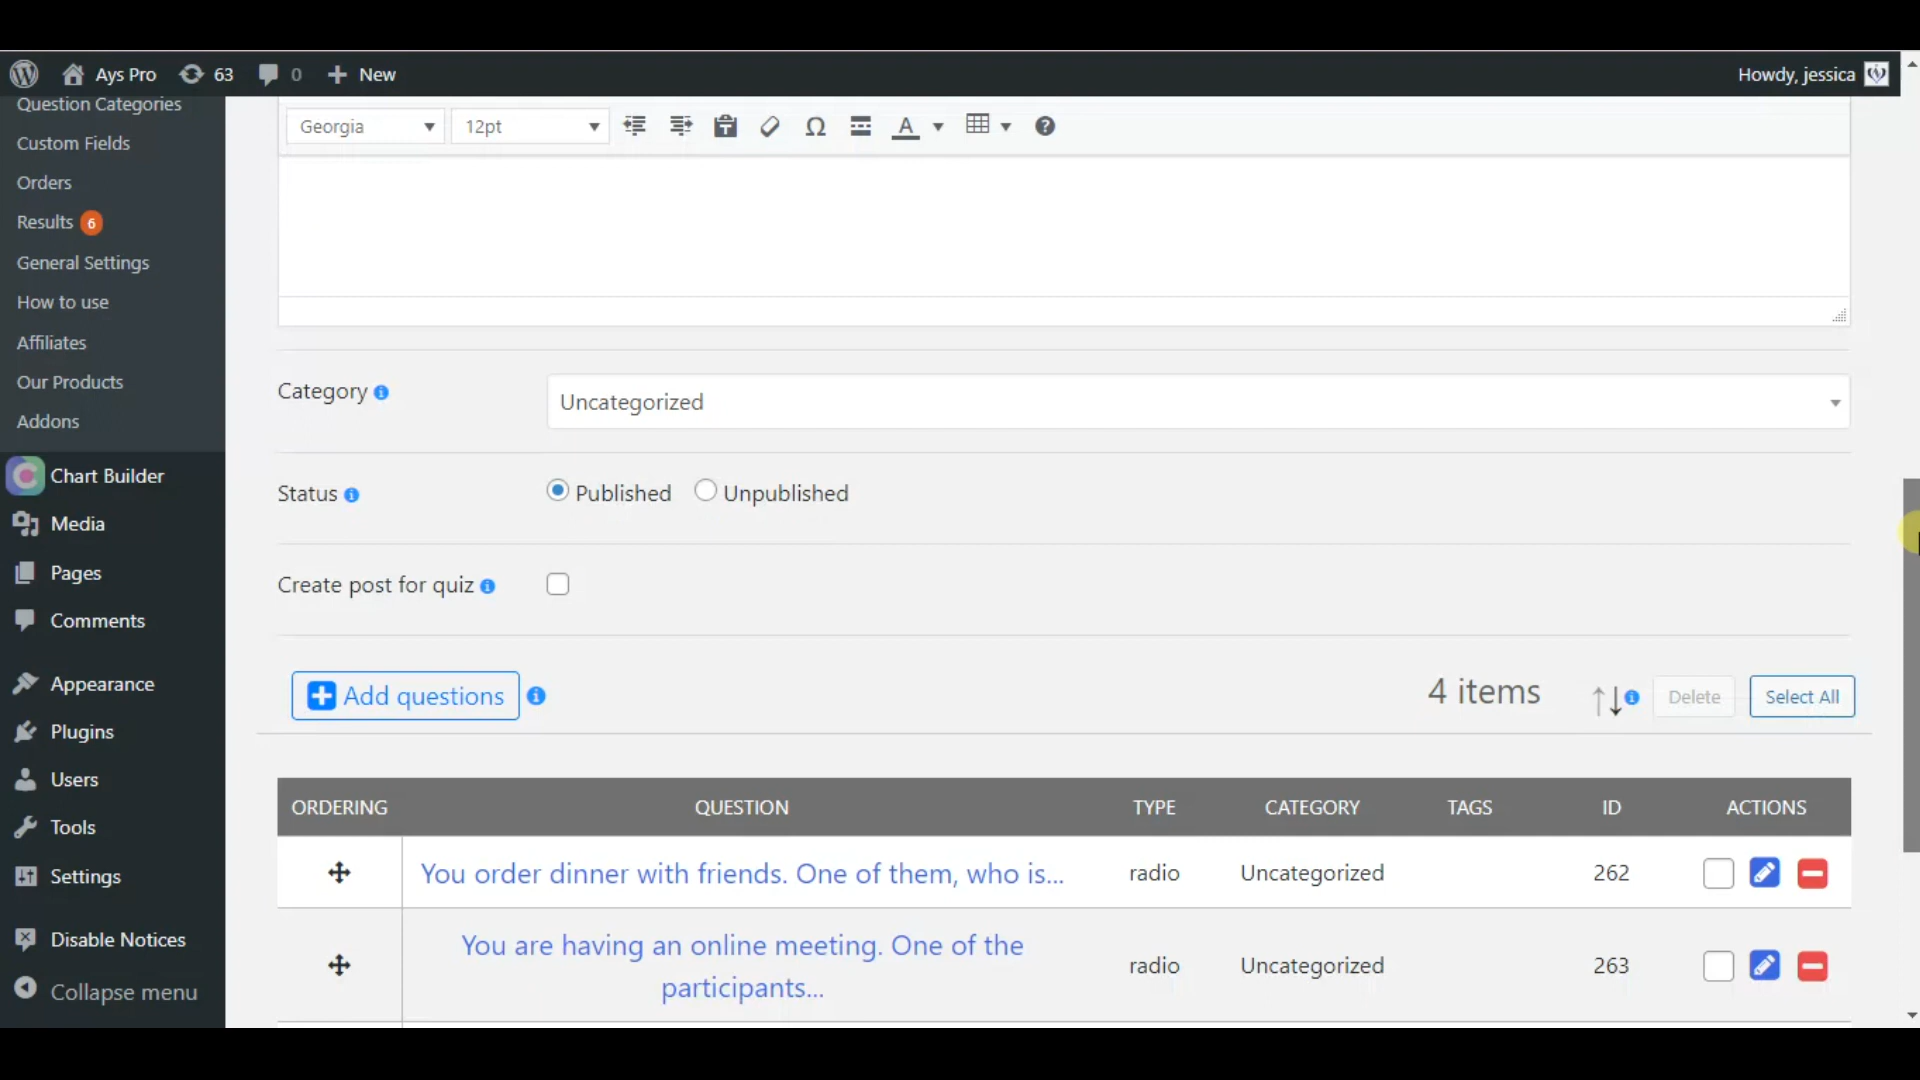 Ays Pro 63 0 New Howdy, jessica
Question Categories
Custom Fields
Orders
Results 6
General Settings
How to use
Affiliates
Our Products
Addons
Chart Builder
Media
Pages
Comments
Appearance
Plugins
Users
Tools
Settings
Disable Notices
Collapse menu
Georgia 12pt
Category
Uncategorized
Status
Published Unpublished
Create post for quiz
Add questions
4 items
Delete Select All
ORDERING QUESTION TYPE CATEGORY TAGS ID ACTIONS
You order dinner with friends. One of them, who is... radio Uncategorized 262
You are having an online meeting. One of the
participants... radio Uncategorized 263